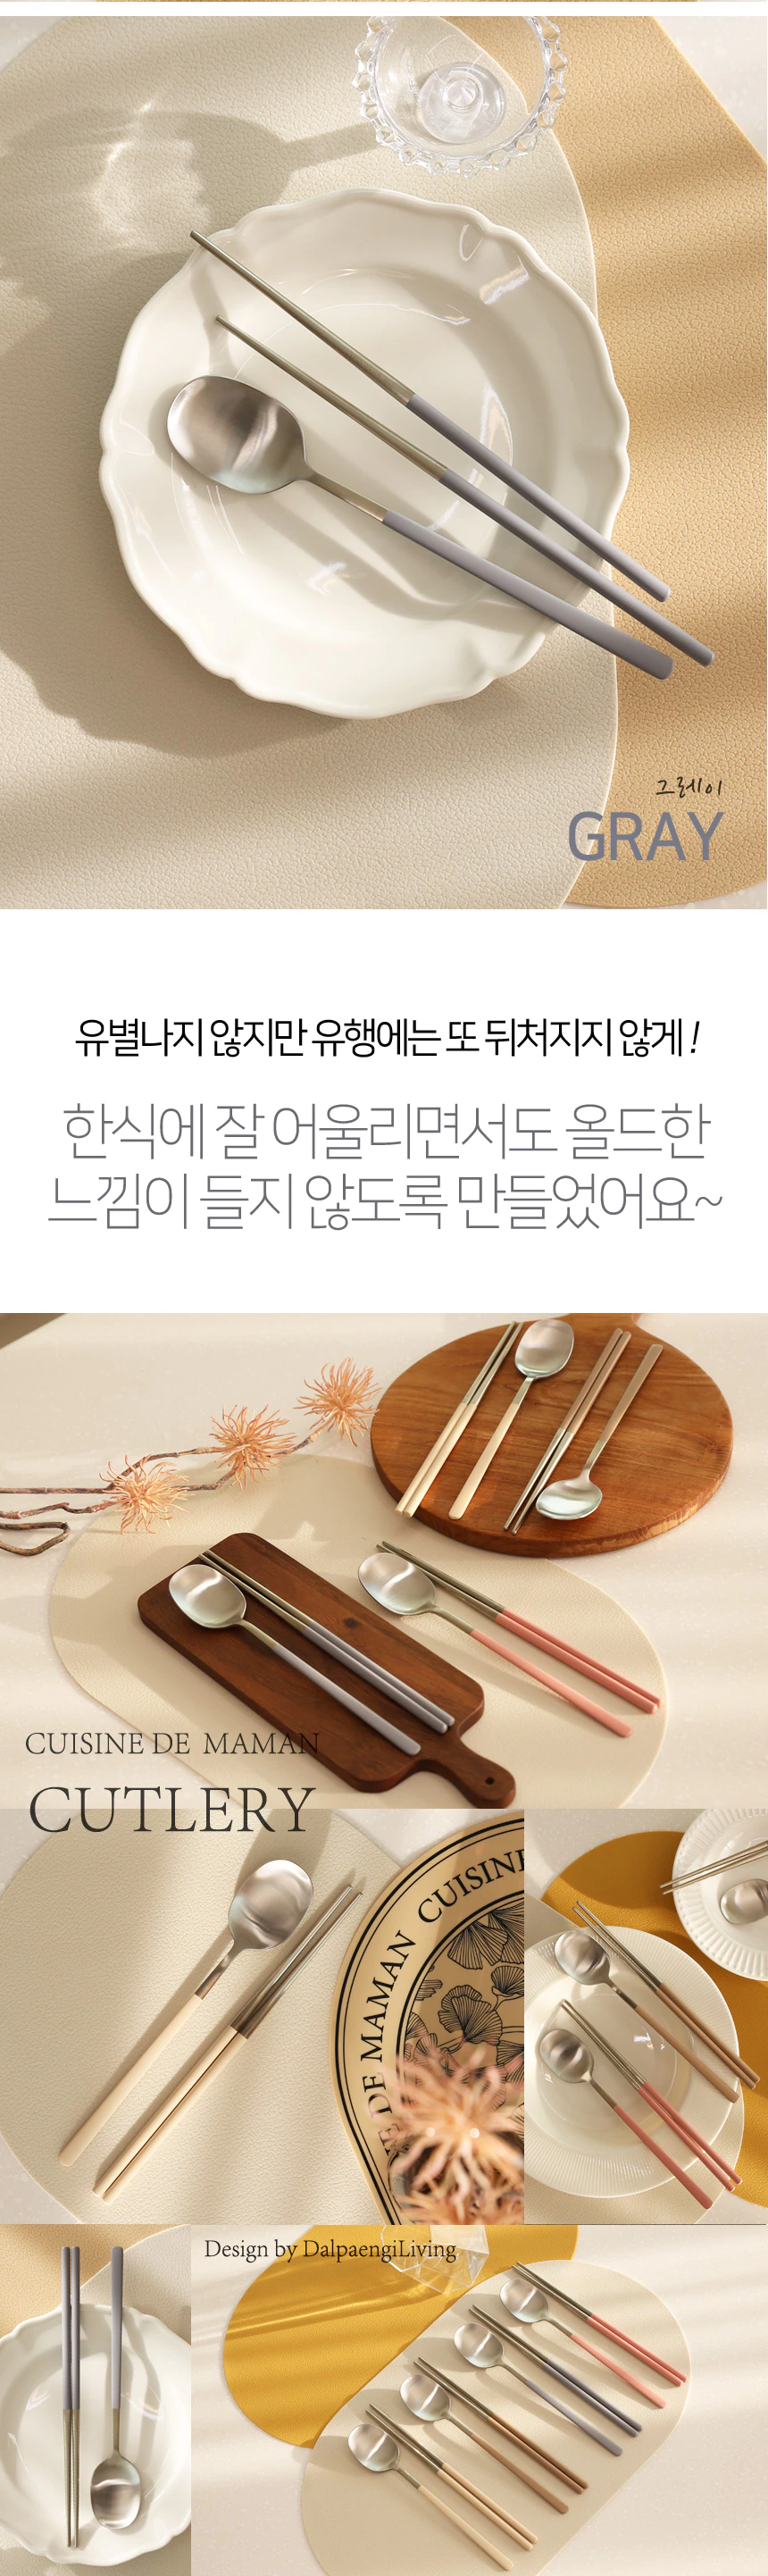 그레이
GRAY
유별나지 않지만 유행에는 또 뒤처지지 않게 !
한식에 잘 어울리면서도 올드한
느낌이 들지 않도록 만들었어요~
CUISINE DE MAMAN
CUTLERY
DE MAMAN CUISINE
Design by DalpaengiLiving